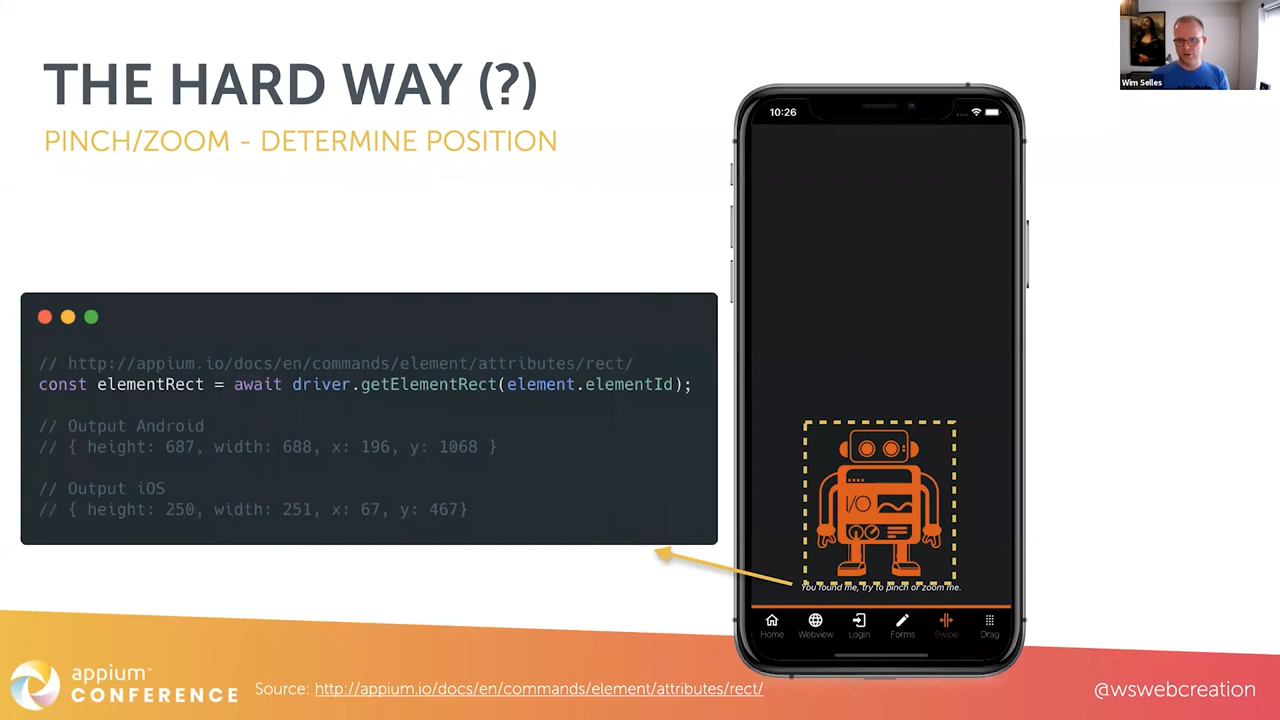 THE HARD WAY (?)
PINCH/ZOOM - DETERMINE POSITION
Wim Selles
// http://appium.io/docs/en/commands/element/attributes/rect/
const elementRect = await driver.getElementRect(element.elementId);
// Output Android
// { height: 687, width: 688, x: 196, y: 1068 }
// Output iOS
// { height: 250, width: 251, x: 67, y: 467}
10:26
I/O
You found me, try to pinch or zoom me.
Home Webview Login Forms Swipe Drag
appium™
CONFERENCE
Source: http://appium.io/docs/en/commands/element/attributes/rect/
@wswebcreation